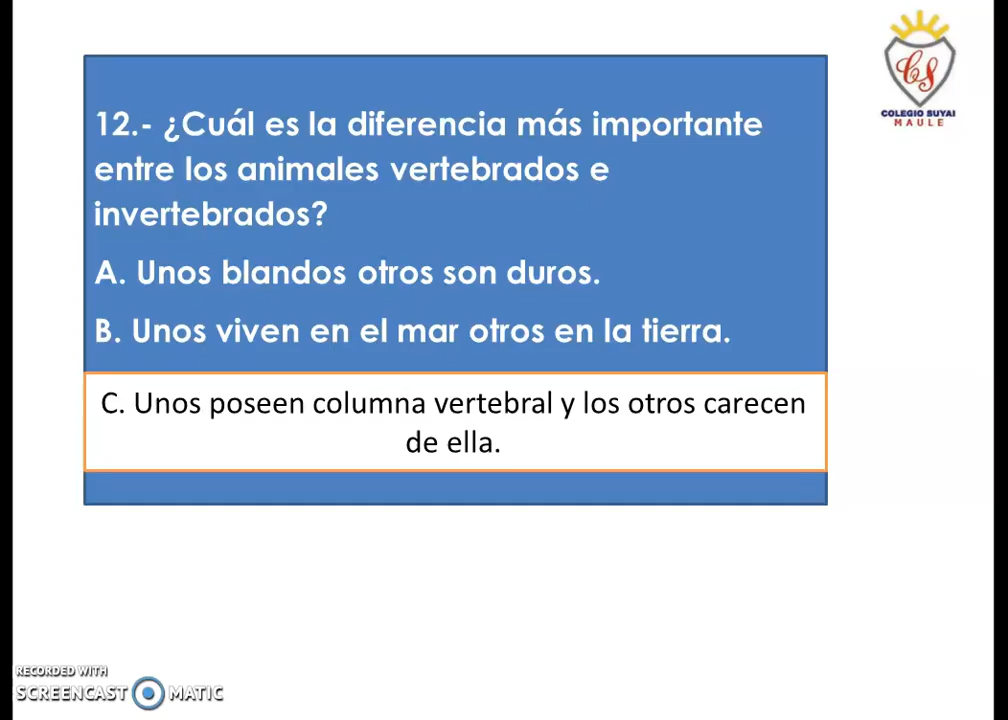 COLEGIO SUYAI
MAULE
12.- ¿Cuál es la diferencia más importante
entre los animales vertebrados e
invertebrados?
A. Unos blandos otros son duros.
B. Unos viven en el mar otros en la tierra.
C. Unos poseen columna vertebral y los otros carecen
de ella.
RECORDED WITH
SCREENCAST MATIC